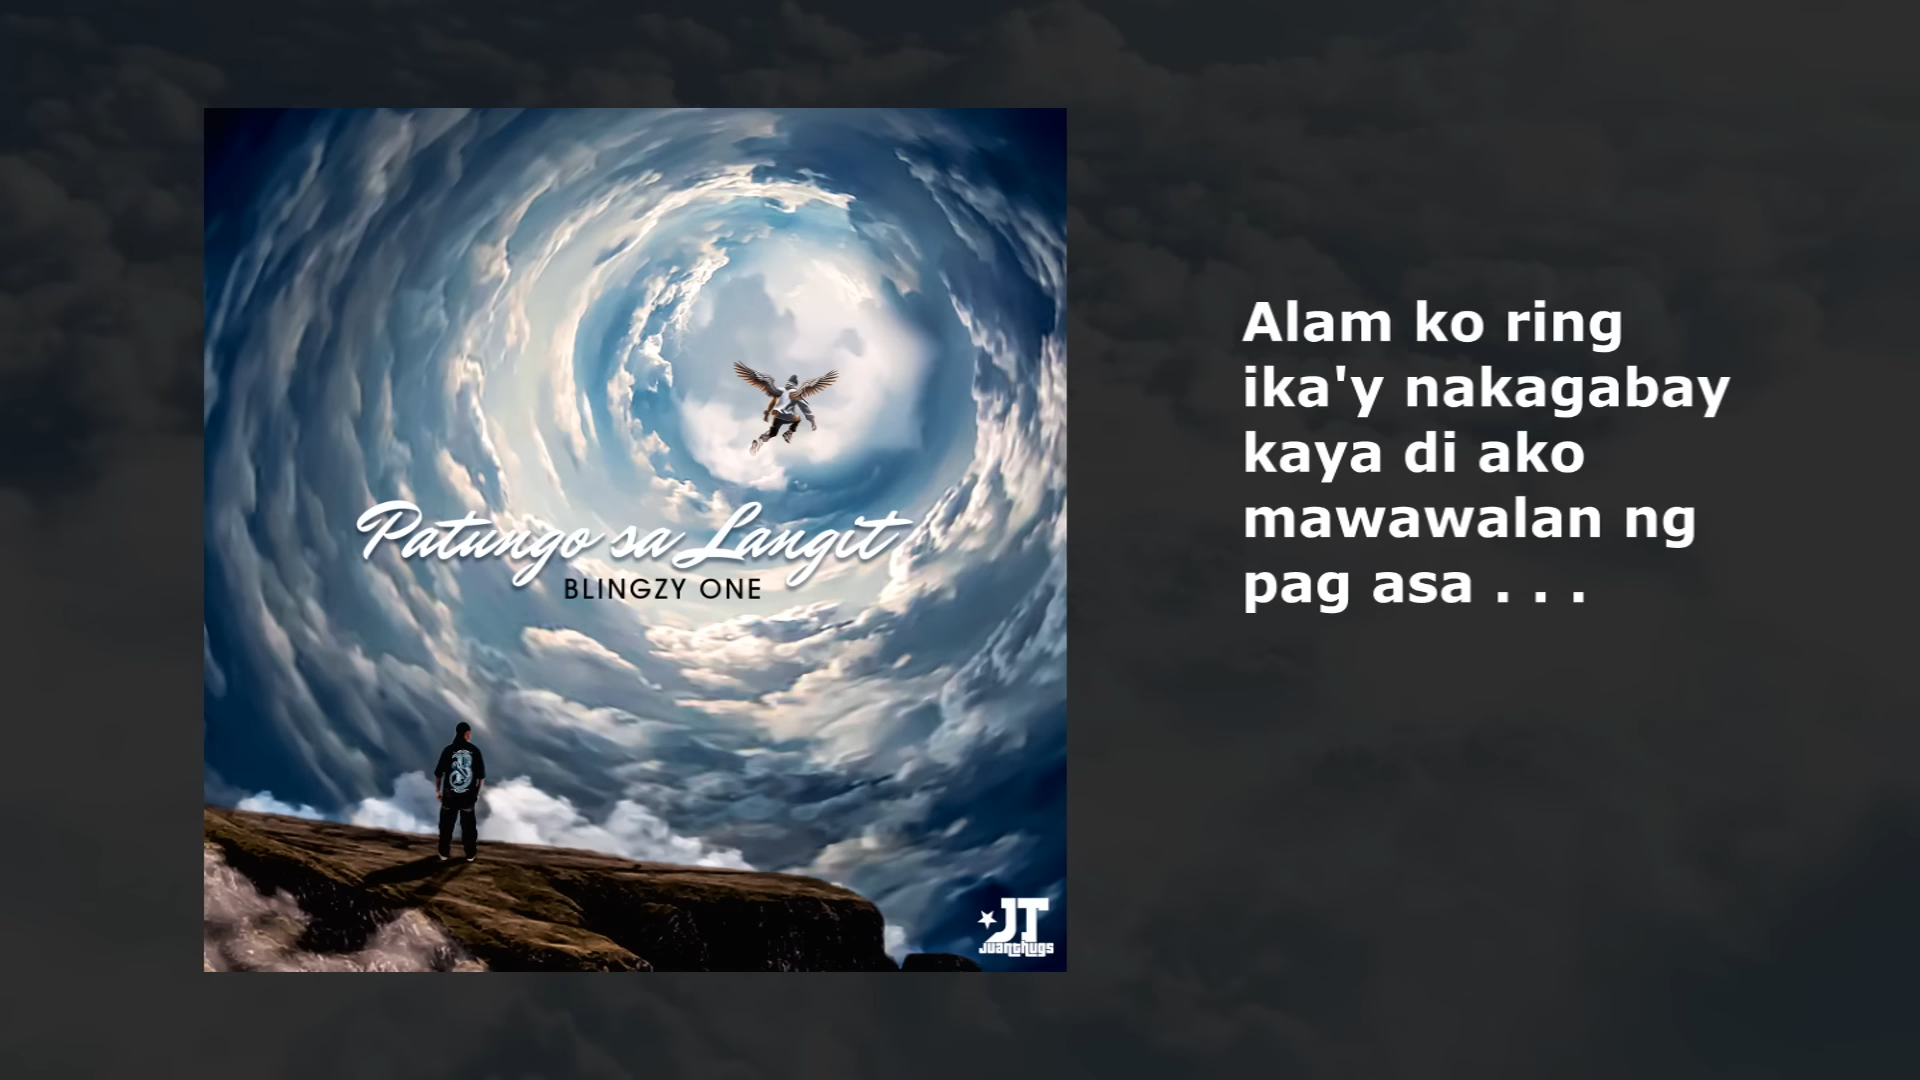 Patungo sa Langit
BLINGZY ONE
JT
JUANTHUGS
Alam ko ring
ika'y nakagabay
kaya di ako
mawawalan ng
pag asa . . .